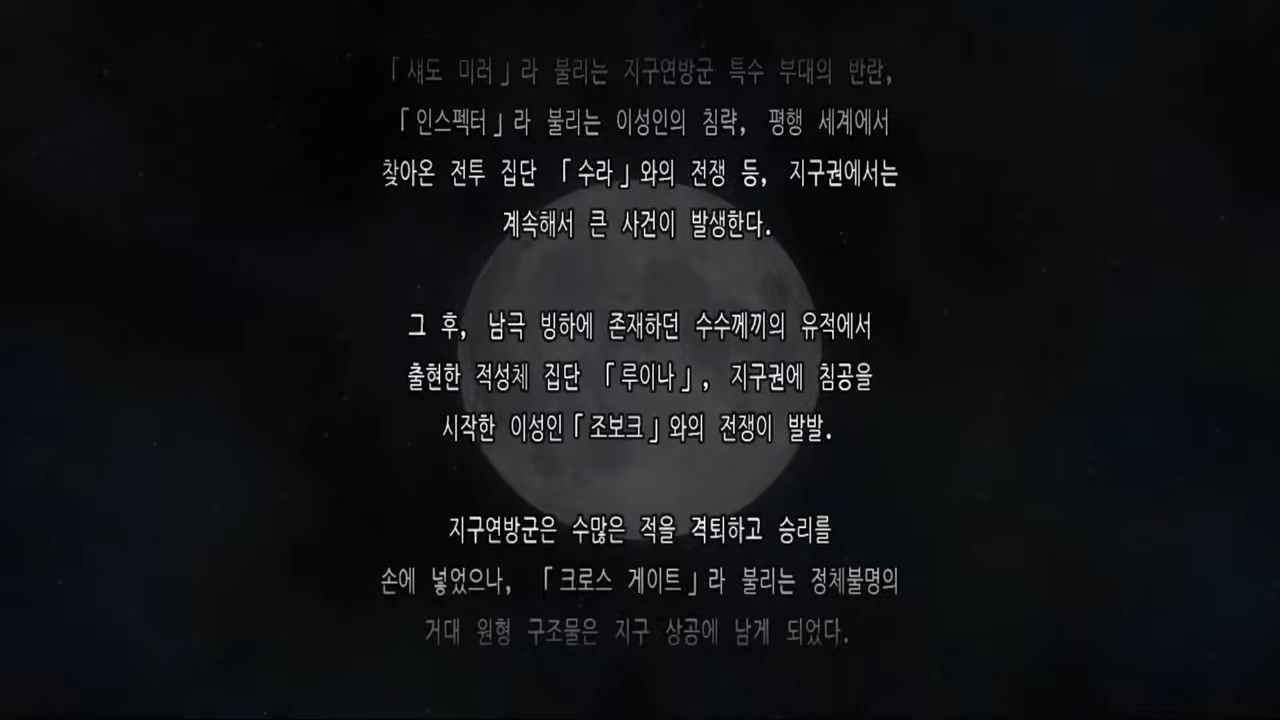 「섀도 미러」라 불리는 지구연방군 특수 부대의 반란,
「인스펙터」라 불리는 이성인의 침략, 평행 세계에서
찾아온 전투 집단 「수라」와의 전쟁 등, 지구권에서는
계속해서 큰 사건이 발생한다.
그 후, 남극 빙하에 존재하던 수수께끼의 유적에서
출현한 적성체 집단 「루이나」, 지구권에 침공을
시작한 이성인「조보크」와의 전쟁이 발발.
지구연방군은 수많은 적을 격퇴하고 승리를
손에 넣었으나, 「크로스 게이트」라 불리는 정체불명의
거대 원형 구조물은 지구 상공에 남게 되었다.